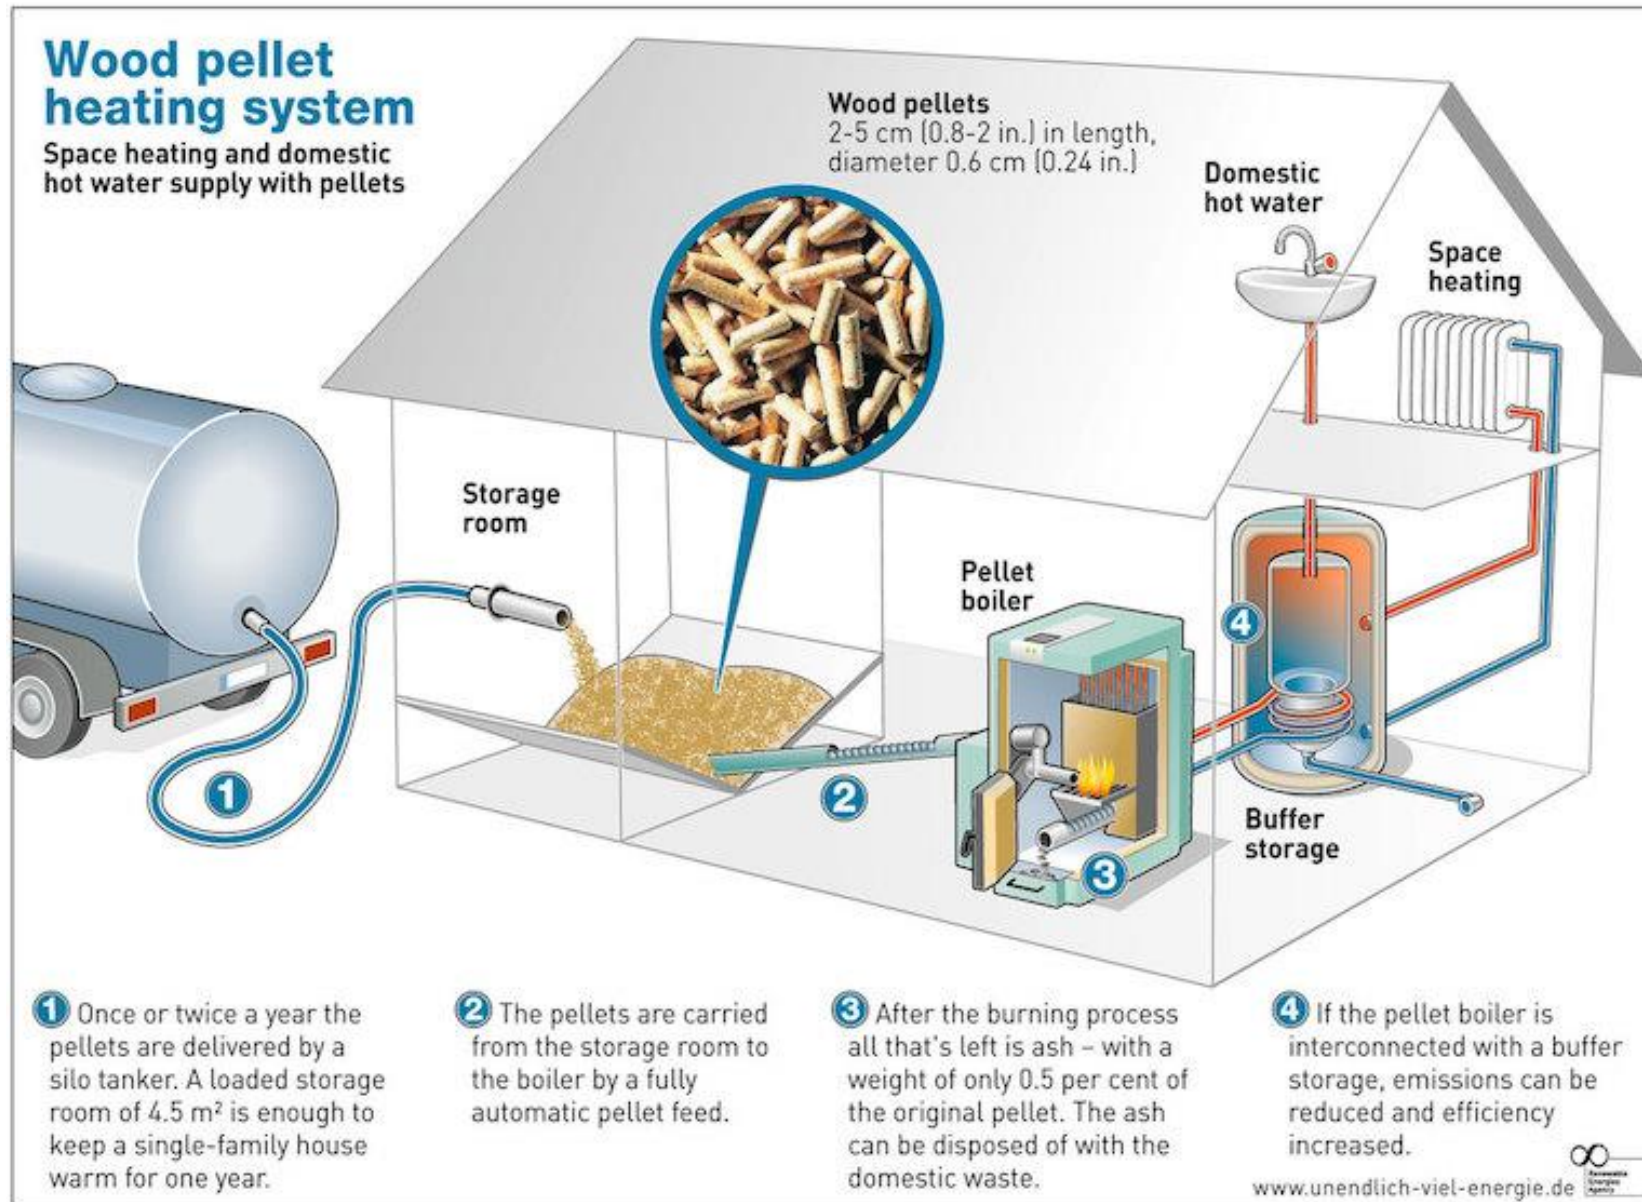 Wood pellet
heating system
Space heating and domestic
hot water supply with pellets
Wood pellets
2-5 cm (0.8-2 in.) in length,
diameter 0.6 cm (0.24 in.)
Domestic
hot water
Space
heating
Storage
room
Pellet
boiler
4
1
2
Buffer
storage
3
1 Once or twice a year the
pellets are delivered by a
silo tanker. A loaded storage
room of 4.5 m² is enough to
keep a single-family house
warm for one year.
2 The pellets are carried
from the storage room to
the boiler by a fully
automatic pellet feed.
3 After the burning process
all that's left is ash – with a
weight of only 0.5 per cent of
the original pellet. The ash
can be disposed of with the
domestic waste.
4 If the pellet boiler is
interconnected with a buffer
storage, emissions can be
reduced and efficiency
increased.
www.unendlich-viel-energie.de
Renewable
Energies
Agency